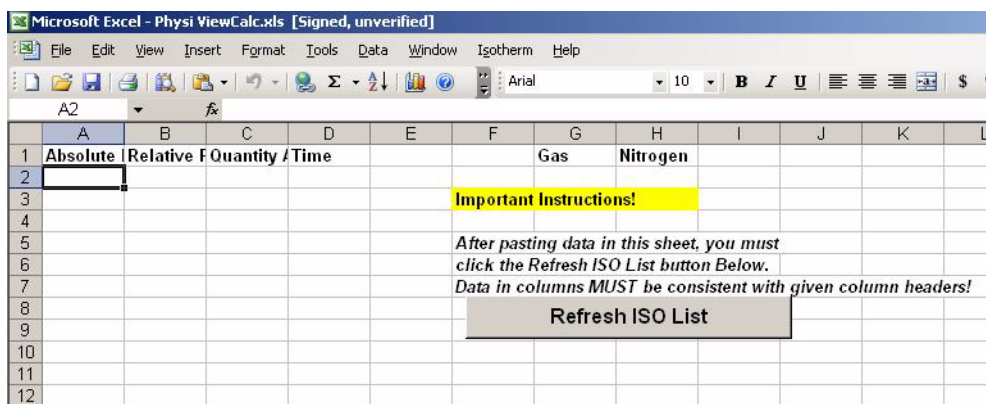 Microsoft Excel - Physi ViewCalc.xls [Signed, unverified]
File Edit View Insert Format Tools Data Window Isotherm Help
Arial 10 B I U $
A2 fx
A B C D E F G H I J K L
1 Absolute Relative Quantity Time Gas Nitrogen
2
3 Important Instructions!
4
5 After pasting data in this sheet, you must
6 click the Refresh ISO List button Below.
7 Data in columns MUST be consistent with given column headers!
8 Refresh ISO List
9
10
11
12